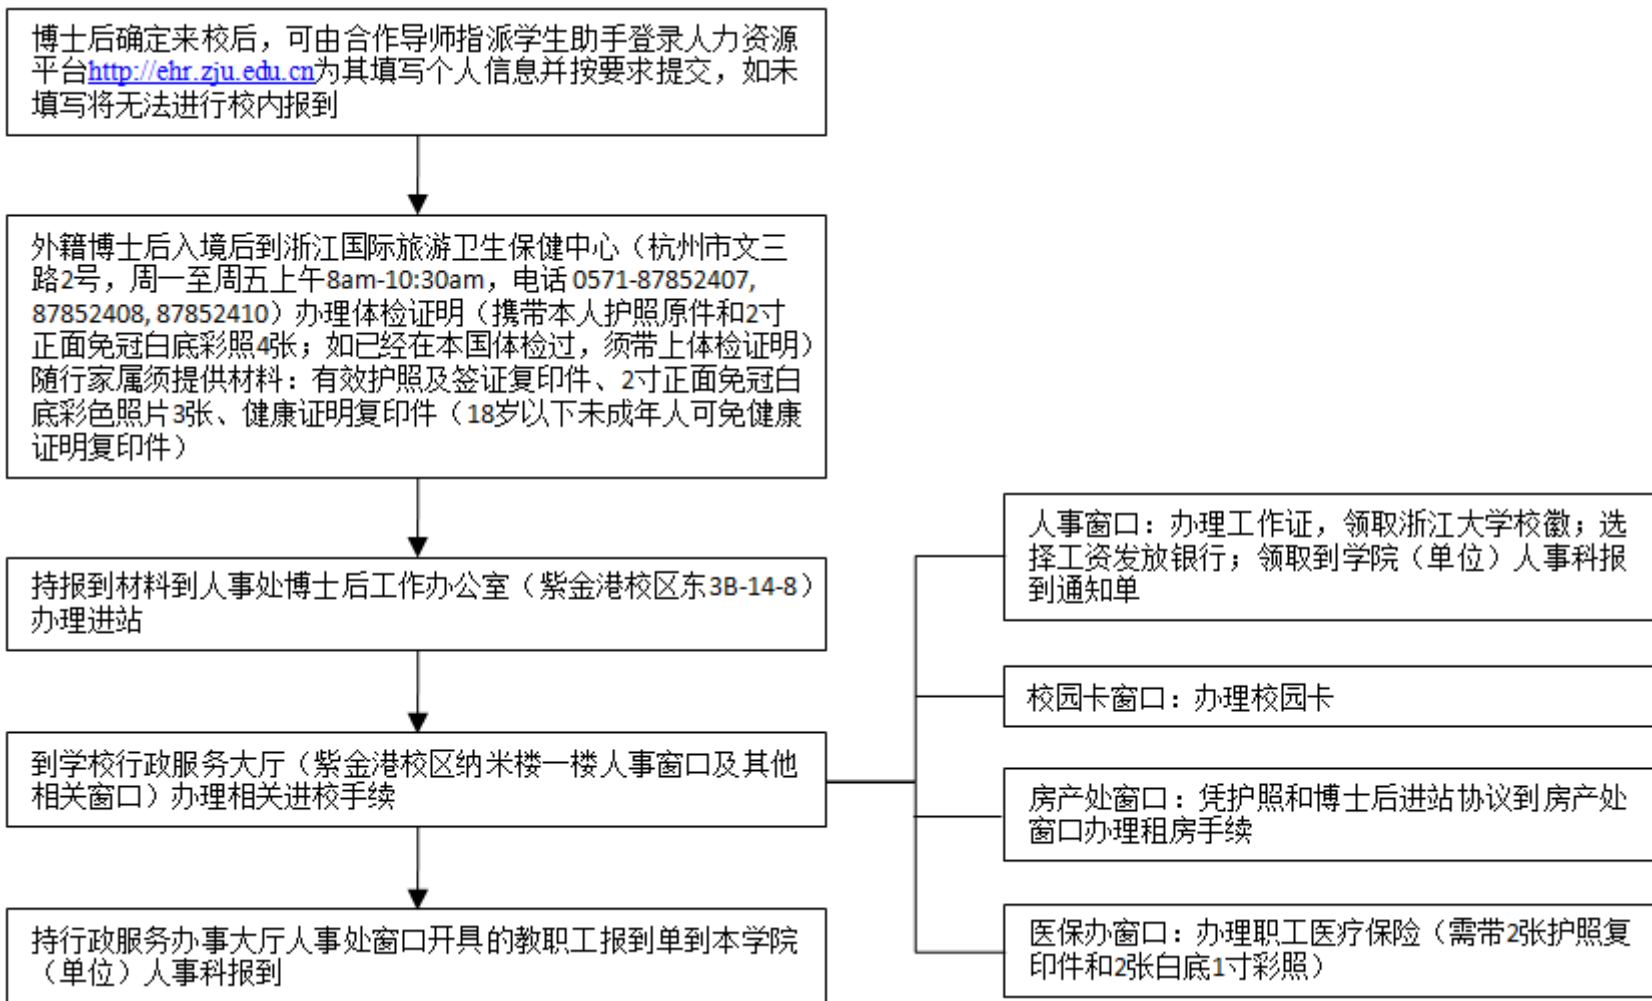 博士后确定来校后，可由合作导师指派学生助手登录人力资源
平台http://ehr.zju.edu.cn为其填写个人信息并按要求提交，如未
填写将无法进行校内报到
外籍博士后入境后到浙江国际旅游卫生保健中心（杭州市文三
路2号，周一至周五上午8am-10:30am，电话 0571-87852407,
87852408, 87852410）办理体检证明（携带本人护照原件和2寸
正面免冠白底彩照4张；如已经在本国体检过，须带上体检证明）
随行家属须提供材料：有效护照及签证复印件、2寸正面免冠白
底彩色照片3张、健康证明复印件（18岁以下未成年人可免健康
证明复印件）
持报到材料到人事处博士后工作办公室（紫金港校区东3B-14-8）
办理进站
到学校行政服务大厅（紫金港校区纳米楼一楼人事窗口及其他
相关窗口）办理相关进校手续
持行政服务办事大厅人事处窗口开具的教职工报到单到本学院
（单位）人事科报到
人事窗口：办理工作证，领取浙江大学校徽；选
择工资发放银行；领取到学院（单位）人事科报
到通知单
校园卡窗口：办理校园卡
房产处窗口：凭护照和博士后进站协议到房产处
窗口办理租房手续
医保办窗口：办理职工医疗保险（需带2张护照复
印件和2张白底1寸彩照）